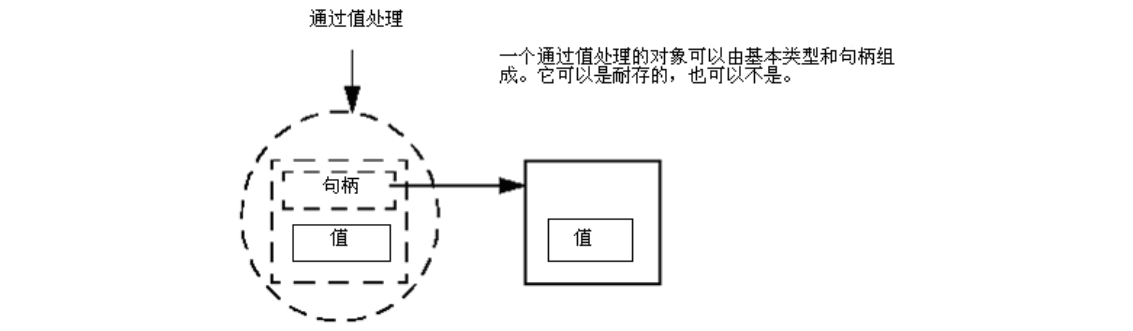 通过值处理
一个通过值处理的对象可以由基本类型和句柄组
成。它可以是耐存的，也可以不是。
句柄
值
值